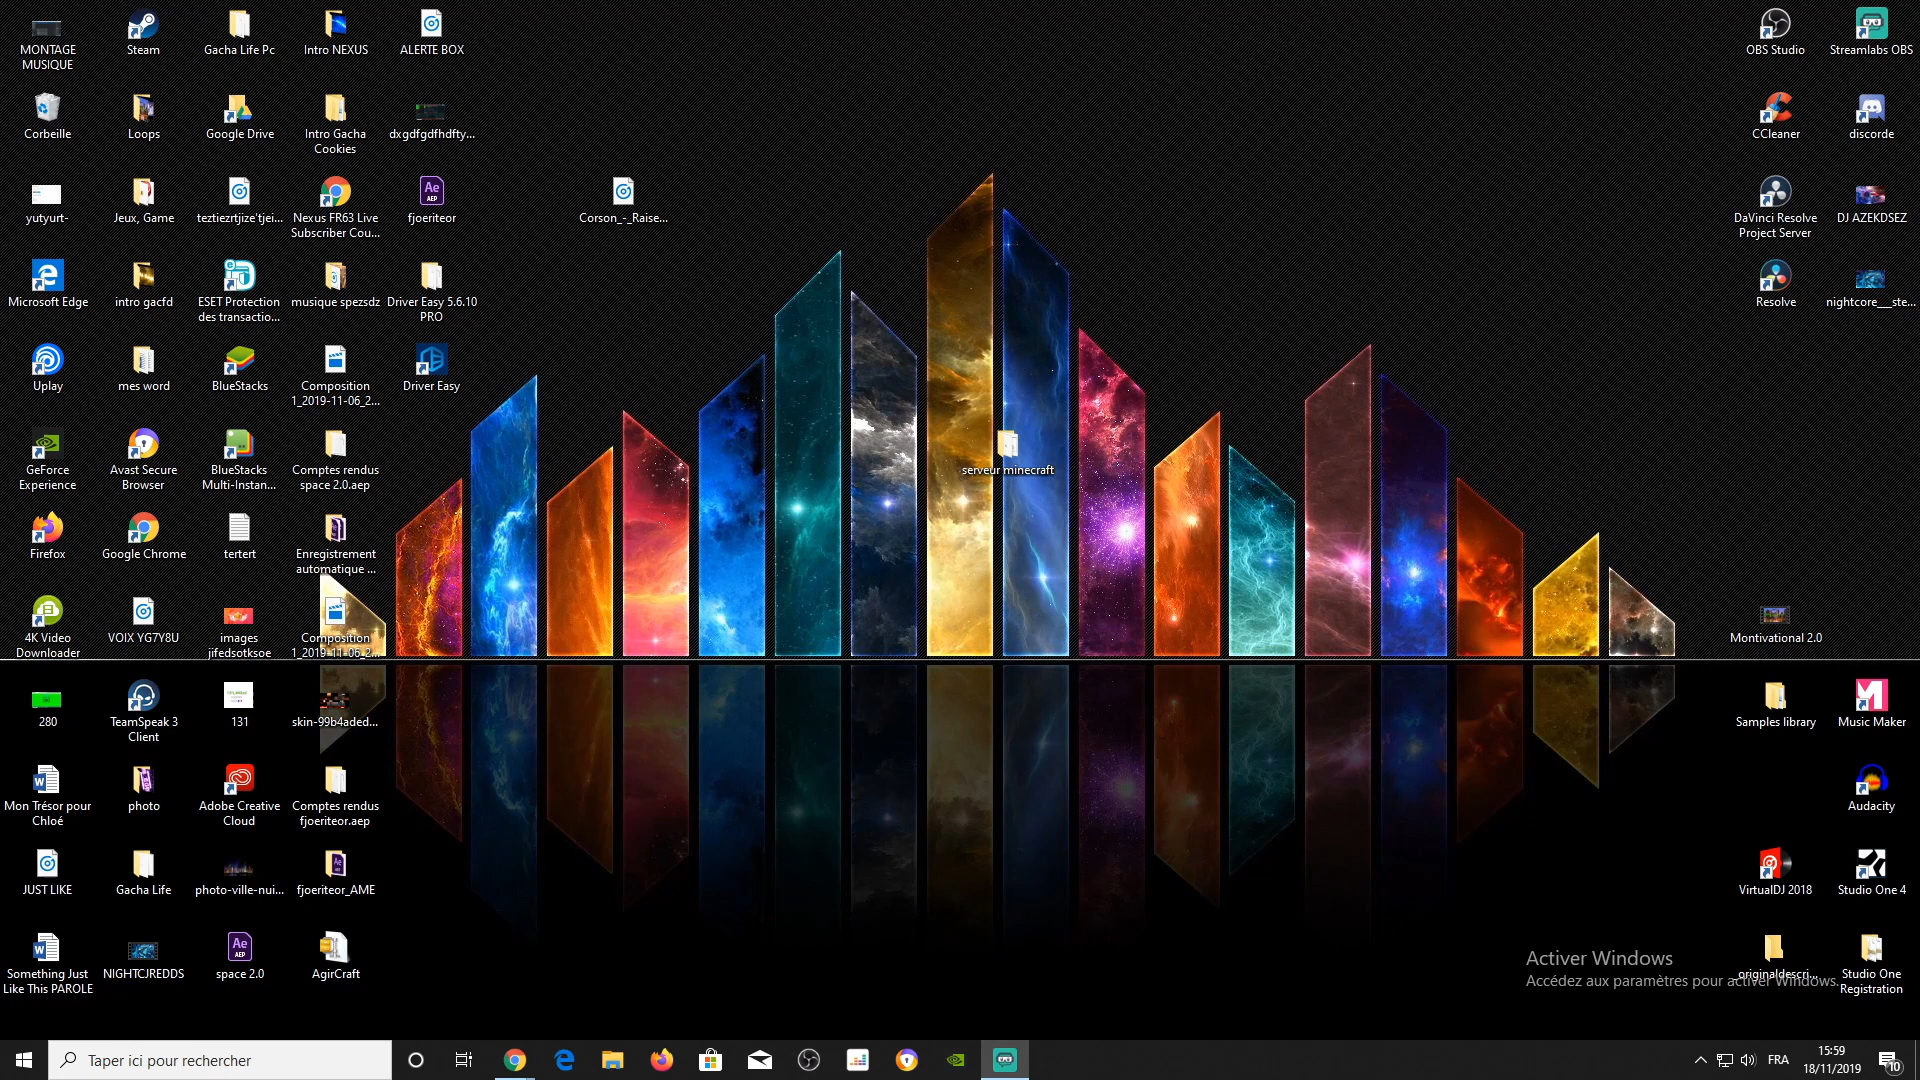 MONTAGE
MUSIQUE
Steam
Gacha Life Pc
Intro NEXUS
ALERTE BOX
OBS Studio
Streamlabs OBS
Corbeille
Loops
Google Drive
Intro Gacha
Cookies
dxgdfgdfhdfty...
CCleaner
discorde
yutyurt-
Jeux, Game
teztiezrtjize'tjei...
Nexus FR63 Live
Subscriber Cou...
fjoeriteor
Corson_-_Raise...
DaVinci Resolve
Project Server
DJ AZEKDSEZ
Microsoft Edge
intro gacfd
ESET Protection
des transactio...
musique spezsdz
Driver Easy 5.6.10
PRO
Resolve
nightcore___ste...
Uplay
mes word
BlueStacks
Composition
1_2019-11-06_2...
Driver Easy
GeForce
Experience
Avast Secure
Browser
BlueStacks
Multi-Instan...
Comptes rendus
space 2.0.aep
serveur minecraft
Firefox
Google Chrome
tertert
Enregistrement
automatique ...
4K Video
Downloader
VOIX YG7Y8U
images
jifedsotksoe
Composition
1_2019-11-06_2...
Montivational 2.0
280
TeamSpeak 3
Client
131
skin-99b4aded...
Samples library
Music Maker
Mon Trésor pour
Chloé
photo
Adobe Creative
Cloud
Comptes rendus
fjoeriteor.aep
Audacity
JUST LIKE
Gacha Life
photo-ville-nui...
fjoeriteor_AME
VirtualDJ 2018
Studio One 4
Something Just
Like This PAROLE
NIGHTCJREDDS
Ae
AEP
space 2.0
AgirCraft
originaldescri...
Studio One
Registration
Activer Windows
Accédez aux paramètres pour activer Windows.
Taper ici pour rechercher
FRA
15:59
18/11/2019
10